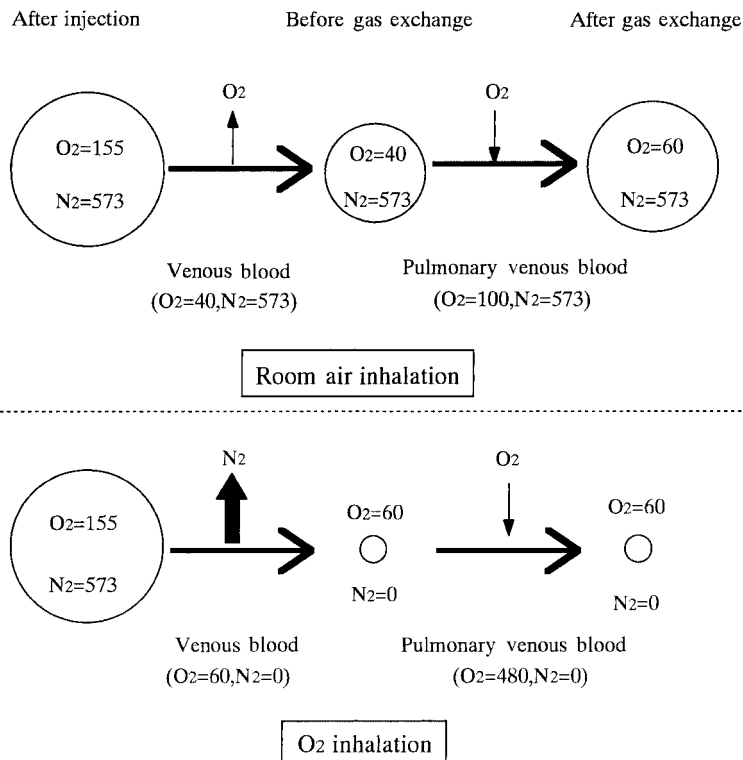 After injection Before gas exchange After gas exchange
O2 O2
O2=155 O2=40 O2=60
N2=573 N2=573 N2=573
Venous blood Pulmonary venous blood
(O2=40,N2=573) (O2=100,N2=573)
Room air inhalation
N2 O2
O2=155 O2=60 O2=60
N2=573 N2=0 N2=0
Venous blood Pulmonary venous blood
(O2=60,N2=0) (O2=480,N2=0)
O2 inhalation